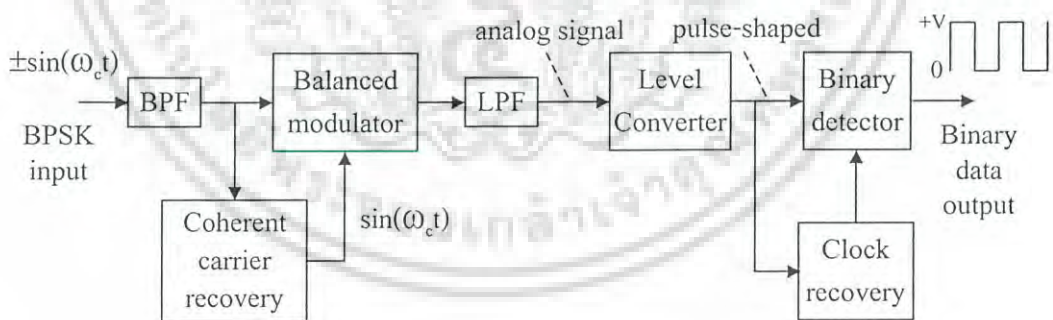 ±sin(ω_c t)
BPSK
input
BPF
Balanced
modulator
Coherent
carrier
recovery
sin(ω_c t)
LPF
analog signal
Level
Converter
pulse-shaped
Binary
detector
Clock
recovery
+V
0
Binary
data
output